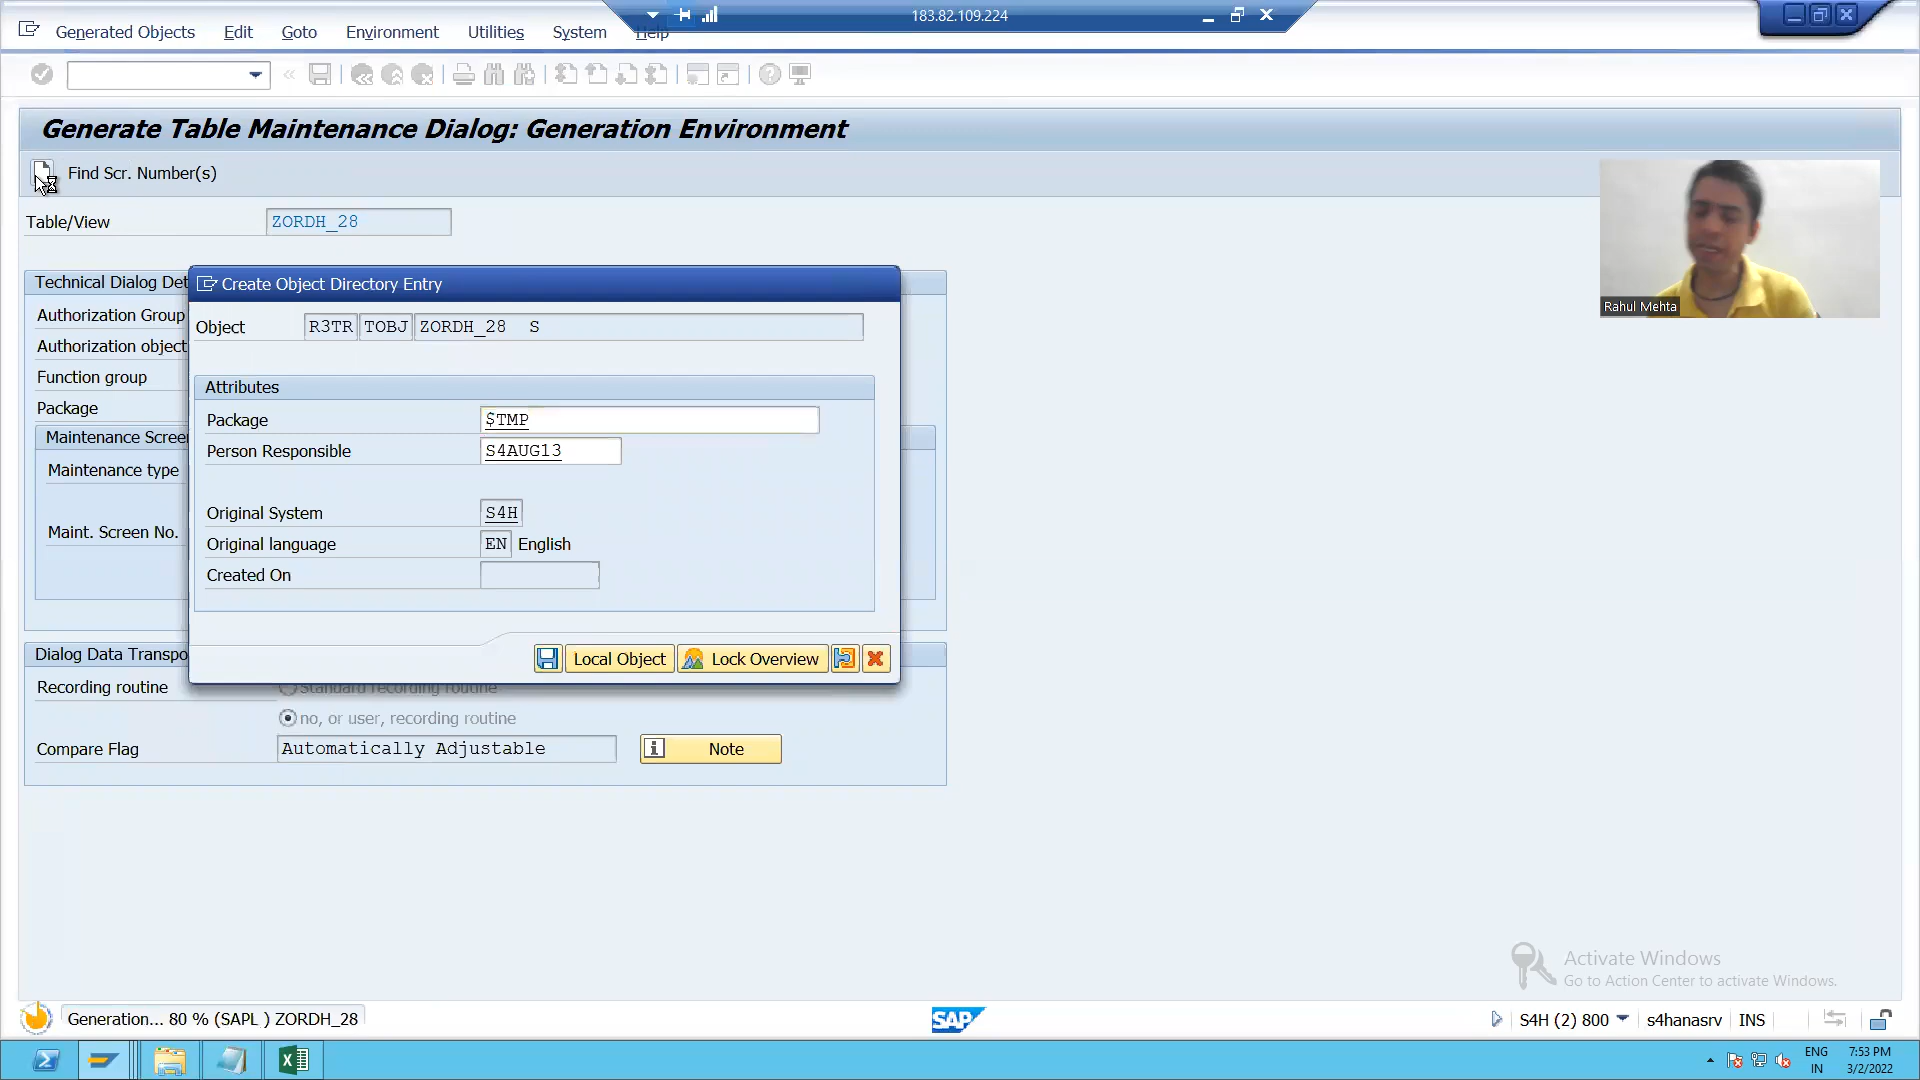 183.82.109.224
Generated Objects Edit Goto Environment Utilities System Help
Generate Table Maintenance Dialog: Generation Environment
Find Scr. Number(s)
Table/View ZORDH_28
Technical Dialog Det
Authorization Group
Authorization object
Function group
Package
Maintenance Screen
Maintenance type
Maint. Screen No.
Create Object Directory Entry
Object R3TR TOBJ ZORDH_28 S
Attributes
Package $TMP
Person Responsible S4AUG13
Original System S4H
Original language EN English
Created On
Local Object Lock Overview
Dialog Data Transpo
Recording routine Standard recording routine
no, or user, recording routine
Compare Flag Automatically Adjustable Note
Rahul Mehta
Activate Windows
Go to Action Center to activate Windows.
Generation... 80 % (SAPL ) ZORDH_28
SAP
S4H (2) 800 s4hanasrv INS
ENG 7:53 PM
IN 3/2/2022